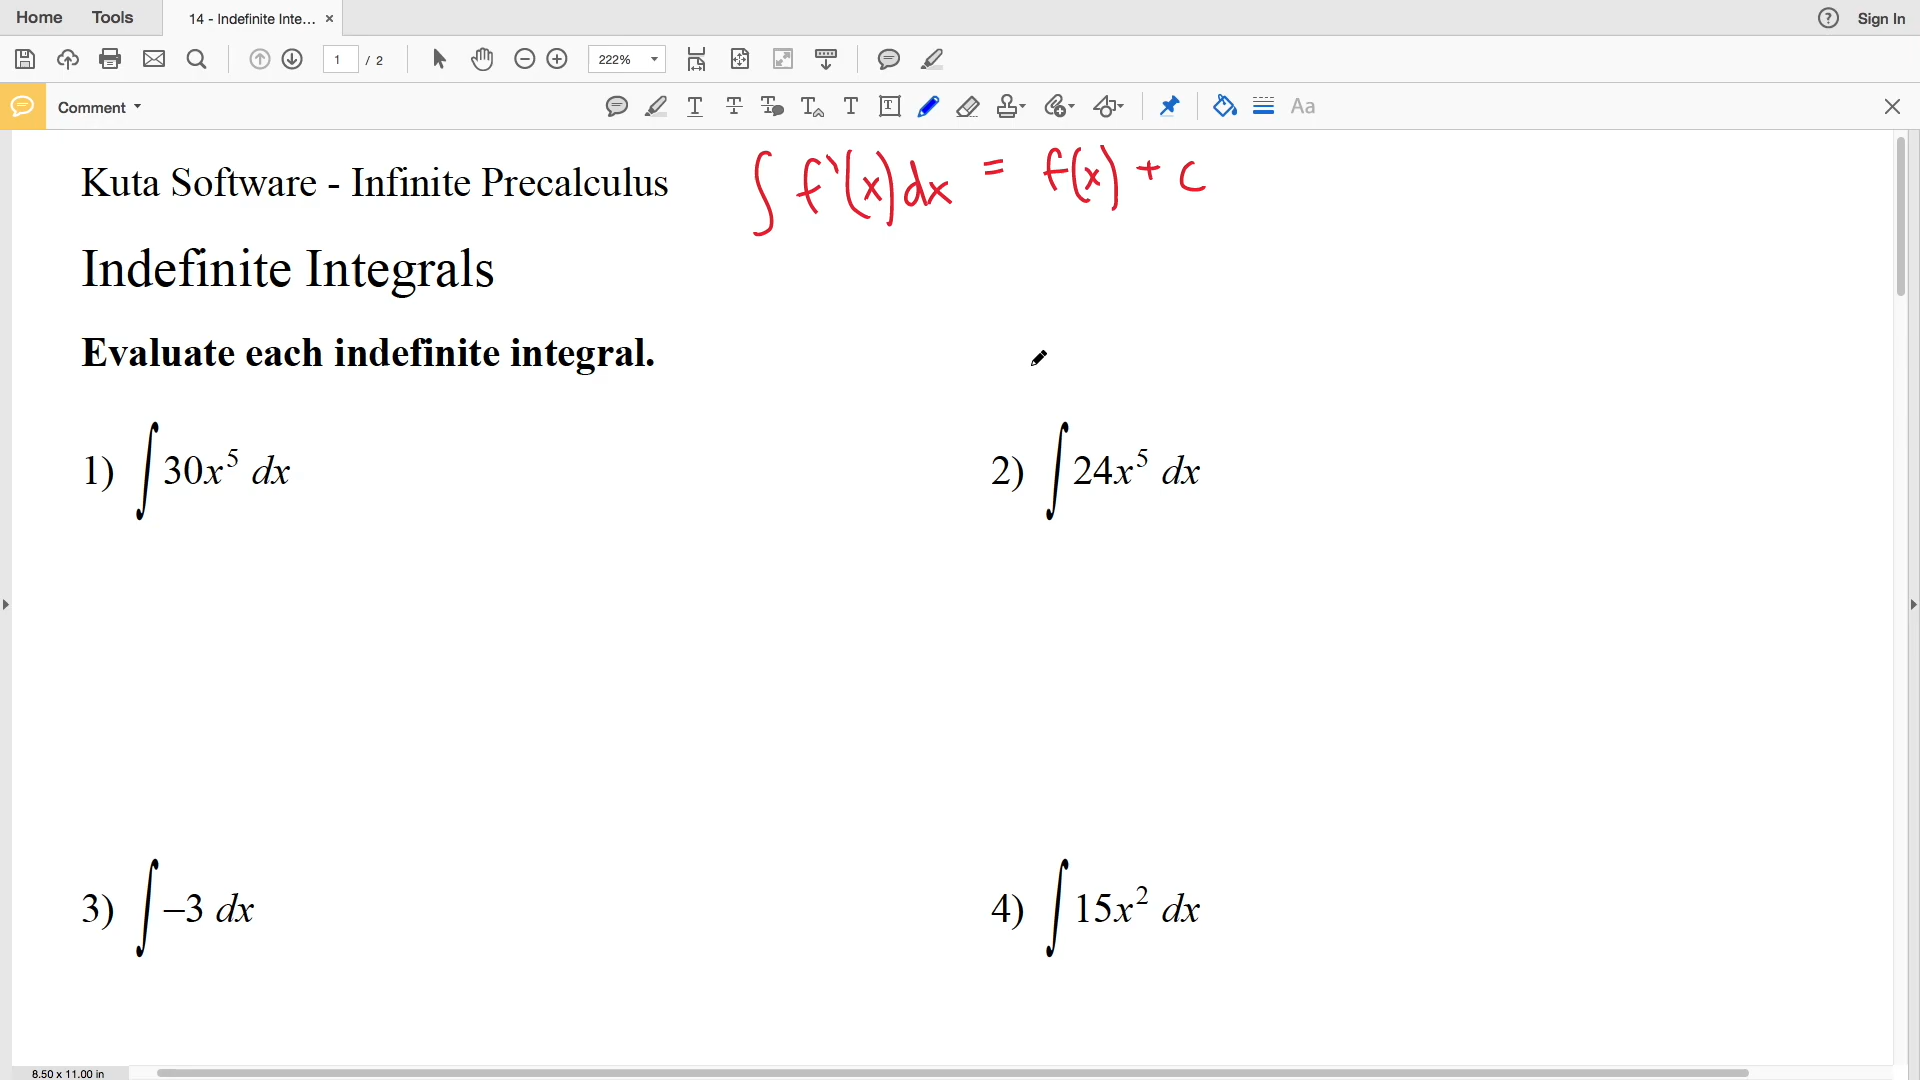 Home Tools 14 - Indefinite Inte... × ? Sign In
1 / 2 222%
Comment T T T T T T Aa
Kuta Software - Infinite Precalculus
∫ f'(x) dx = f(x) + c
Indefinite Integrals
Evaluate each indefinite integral.
1) ∫ 30x⁵ dx
2) ∫ 24x⁵ dx
3) ∫ –3 dx
4) ∫ 15x² dx
8.50 x 11.00 in